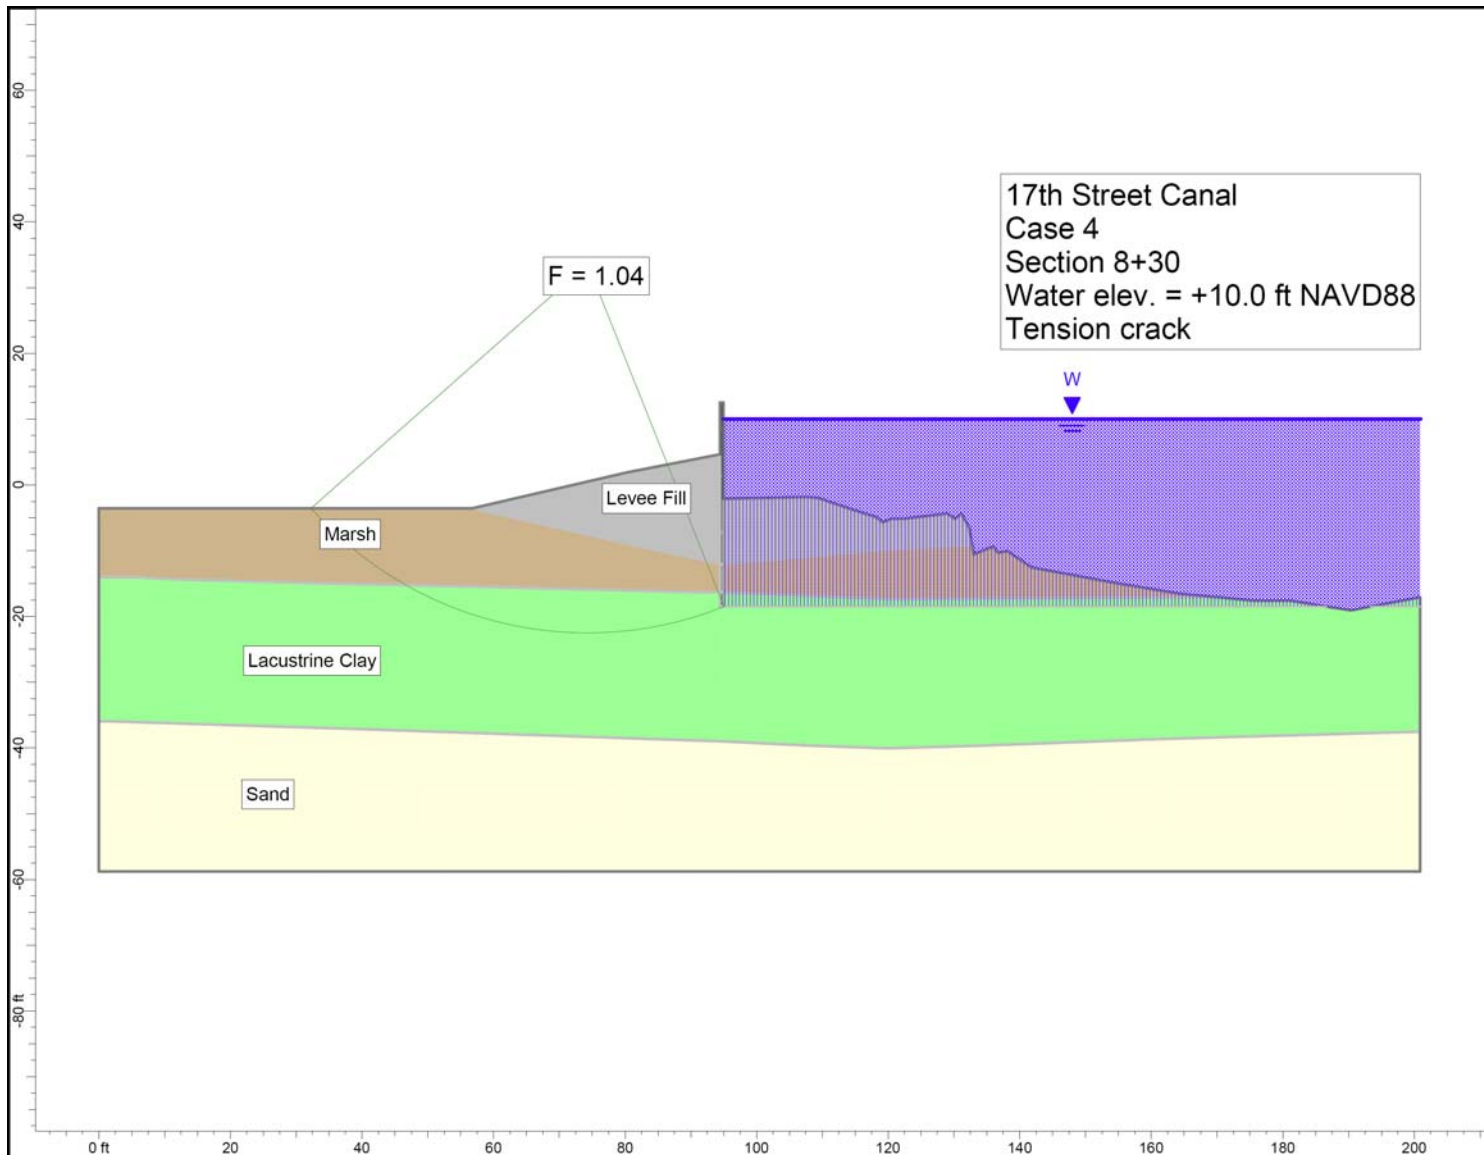 60
40
20
0
-20
-40
-60
-80 ft
17th Street Canal
Case 4
Section 8+30
Water elev. = +10.0 ft NAVD88
Tension crack
F = 1.04
W
Levee Fill
Marsh
Lacustrine Clay
Sand
0 ft 20 40 60 80 100 120 140 160 180 200